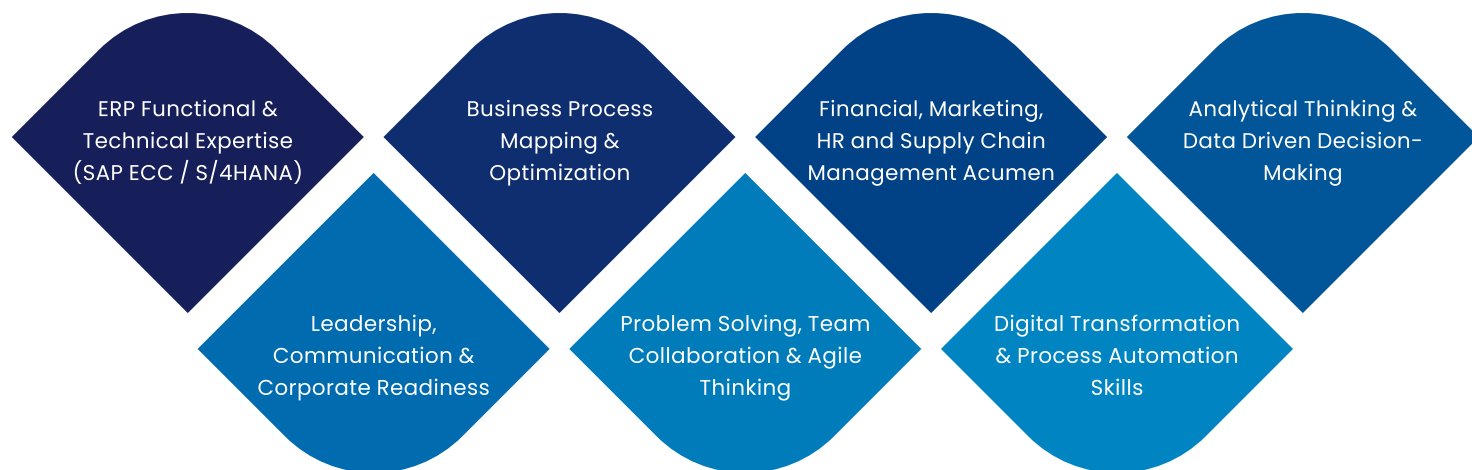 ERP Functional &
Technical Expertise
(SAP ECC / S/4HANA)
Business Process
Mapping &
Optimization
Financial, Marketing,
HR and Supply Chain
Management Acumen
Analytical Thinking &
Data Driven Decision-
Making
Leadership,
Communication &
Corporate Readiness
Problem Solving, Team
Collaboration & Agile
Thinking
Digital Transformation
& Process Automation
Skills